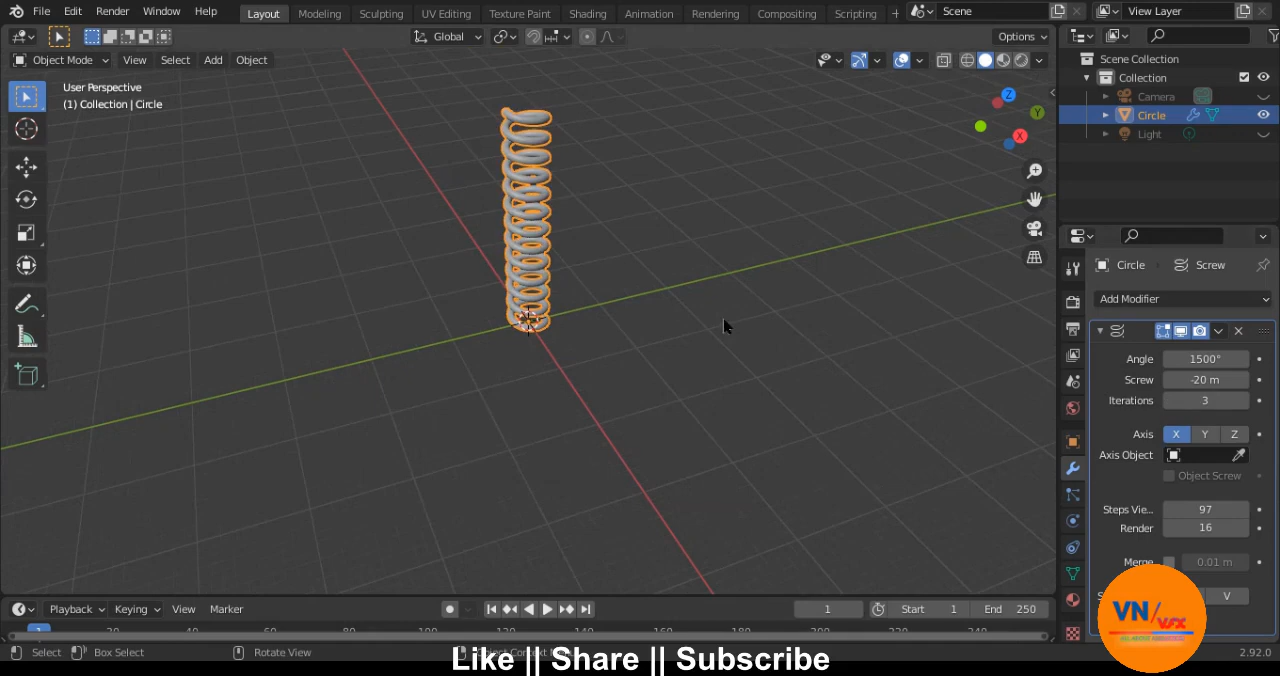 File Edit Render Window Help Layout Modeling Sculpting UV Editing Texture Paint Shading Animation Rendering Compositing Scripting + Scene View Layer
Global Options
Object Mode View Select Add Object
User Perspective
(1) Collection | Circle
Z
Y
X
Scene Collection
Collection
Camera
Circle
Light
Circle Screw
Add Modifier
Angle 1500°
Screw -20 m
Iterations 3
Axis X Y Z
Axis Object
Object Screw
Steps Vie... 97
Render 16
Merge 0.01 m
V
VN/VFX
Playback Keying View Marker 1 Start 1 End 250
1
Select Box Select Rotate View 2.92.0
Like || Share || Subscribe